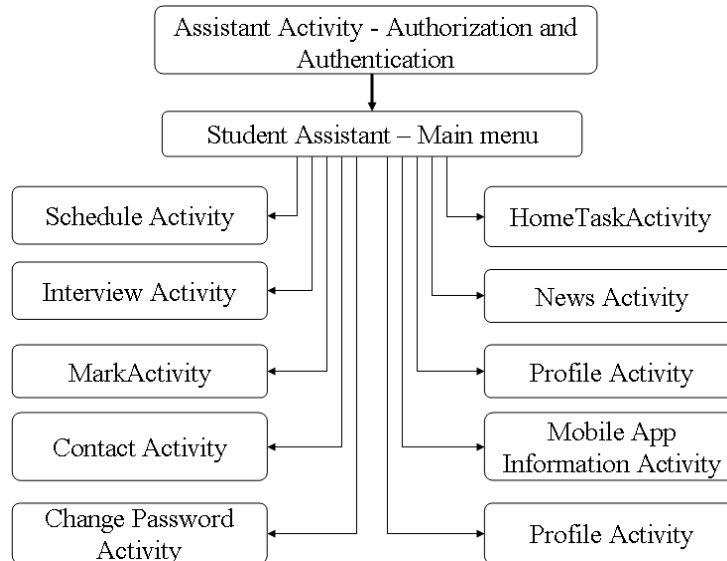 Assistant Activity - Authorization and
Authentication
Student Assistant – Main menu
Schedule Activity
HomeTaskActivity
Interview Activity
News Activity
MarkActivity
Profile Activity
Contact Activity
Mobile App
Information Activity
Change Password
Activity
Profile Activity